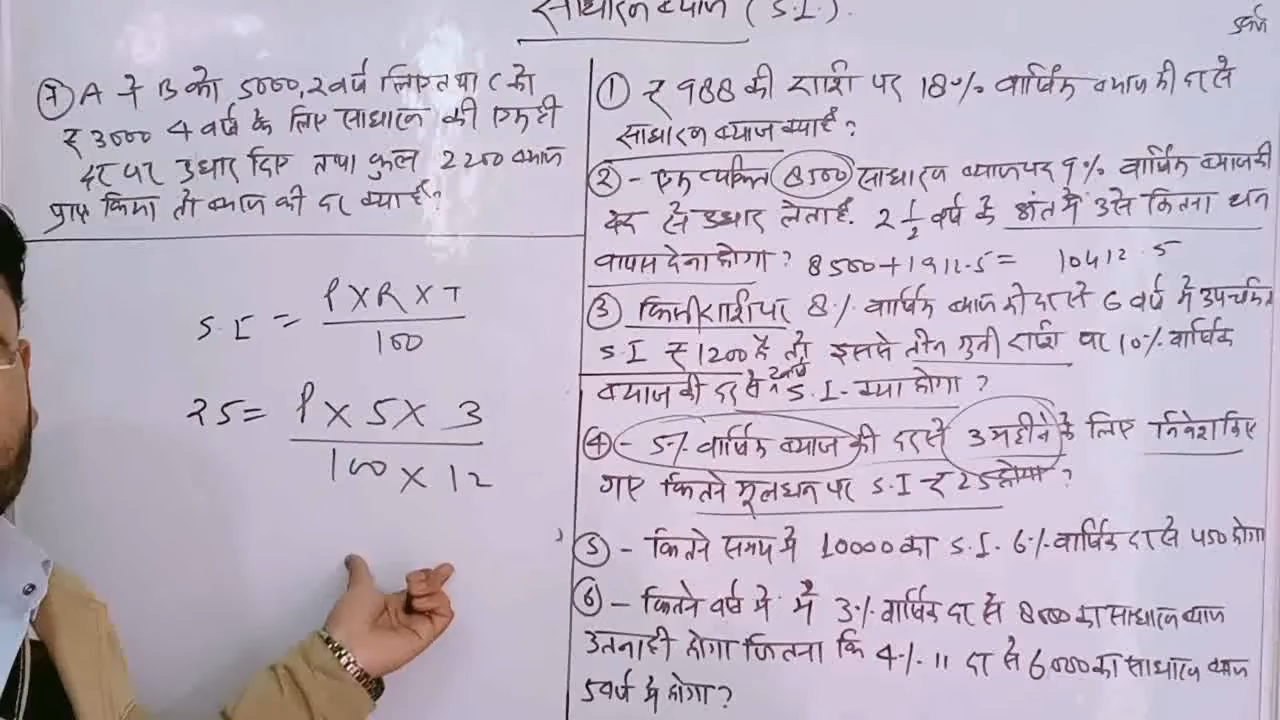 साधारण ब्याज (S.I.).
⑦ A ने B को 5000, 2 वर्ष लिए तथा C को
₹ 3000 4 वर्ष के लिए साधारण की एक ही
दर पर उधार दिए तथा कुल 2200 ब्याज
प्राप्त किया तो ब्याज की दर क्या है?
S.I = P X R X T
100
25 = P X 5 X 3
100 X 12
① ₹ 988 की राशि पर 18% वार्षिक ब्याज की दर से
साधारण ब्याज क्या है?
② - एक व्यक्ति 8500 साधारण ब्याज पर 9% वार्षिक ब्याज की
दर से उधार लेता है. 2 1/2 वर्ष के अंत में उसे कितना धन
वापस देना होगा? 8500+1912.5= 10412.5
③ किसी राशि पर 8% वार्षिक ब्याज की दर से 6 वर्ष में उपार्जित
S.I ₹ 1200 है तो इससे तीन गुनी राशि पर 10% वार्षिक
ब्याज की दर से 2 वर्ष S.I- क्या होगा?
④ - 5% वार्षिक ब्याज की दर से 3 महीने के लिए निवेश किए
गए कितने मूलधन पर S.I ₹ 25 होगा?
⑤ - कितने समय में 10000 का S.I. 6% वार्षिक दर से 450 होगा
⑥ - कितने वर्ष में में 3% वार्षिक दर से 8000 का साधारण ब्याज
उतना ही होगा जितना कि 4% 11 दर से 6000 का साधारण ब्याज
5 वर्ज में होगा?